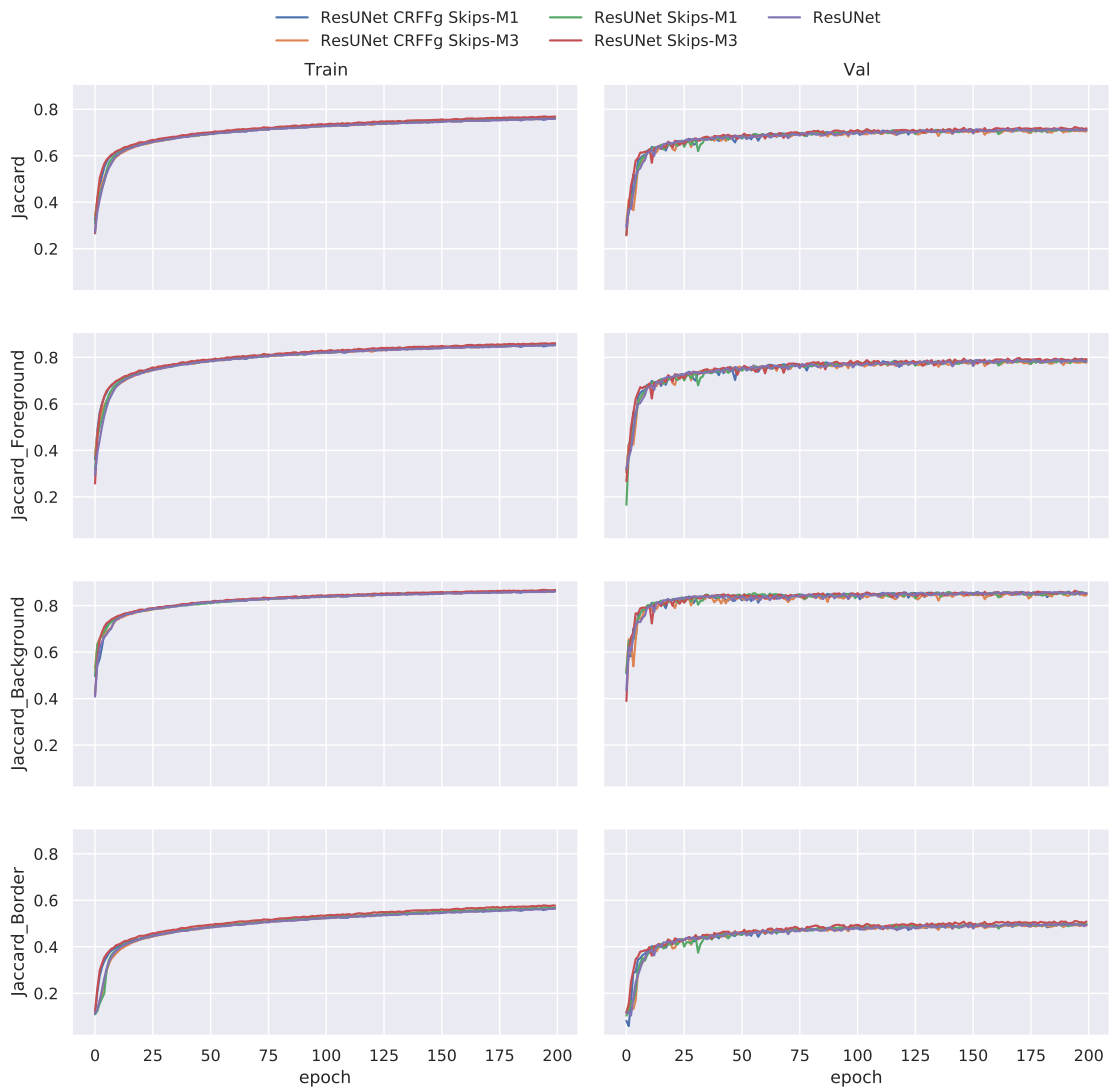 ResUNet CRFFg Skips-M1 ResUNet Skips-M1 ResUNet
ResUNet CRFFg Skips-M3 ResUNet Skips-M3
Train Val
Jaccard
0.8
0.6
0.4
0.2
Jaccard_Foreground
0.8
0.6
0.4
0.2
Jaccard_Background
0.8
0.6
0.4
0.2
Jaccard_Border
0.8
0.6
0.4
0.2
0 25 50 75 100 125 150 175 200 0 25 50 75 100 125 150 175 200
epoch epoch